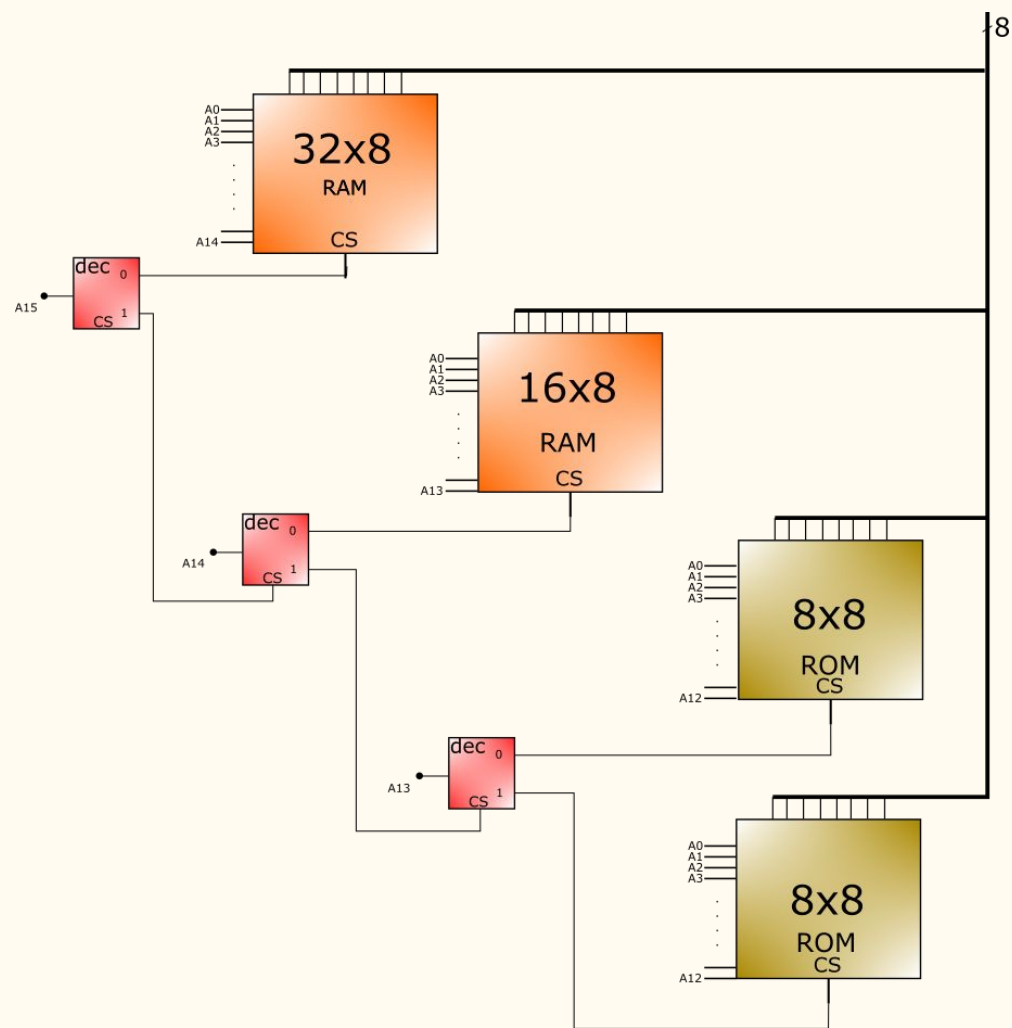 8
A0
A1
A2
A3
32x8
RAM
A14
CS
dec 0
A15
CS 1
A0
A1
A2
A3
16x8
RAM
CS
A13
dec 0
A14
CS 1
A0
A1
A2
A3
8x8
ROM
CS
A12
dec 0
A13
CS 1
A0
A1
A2
A3
8x8
ROM
CS
A12